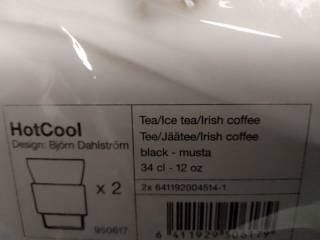 HotCool
Design: Björn Dahlström
x 2
950617
Tea/Ice tea/Irish coffee
Tee/Jäätee/Irish coffee
black - musta
34 cl - 12 oz
2x 641192004614-1